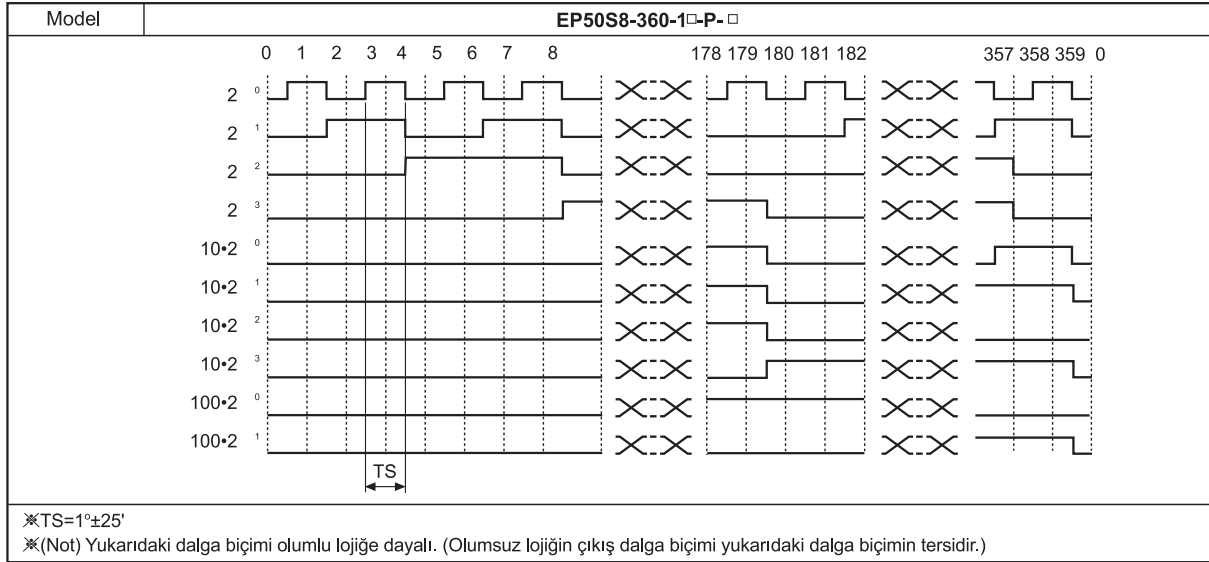 Model EP50S8-360-1□-P- □
0 1 2 3 4 5 6 7 8 178 179 180 181 182 357 358 359 0
2 ⁰
2 ¹
2 ²
2 ³
10•2 ⁰
10•2 ¹
10•2 ²
10•2 ³
100•2 ⁰
100•2 ¹
TS
※TS=1°±25'
※(Not) Yukarıdaki dalga biçimi olumlu lojiğe dayalı. (Olumsuz lojiğin çıkış dalga biçimi yukarıdaki dalga biçimin tersidir.)